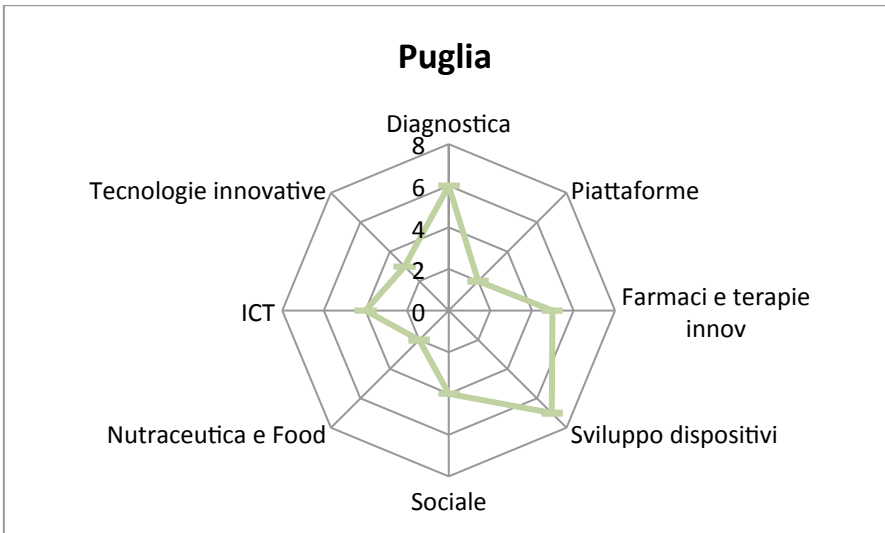 Puglia
Diagnostica
8
Tecnologie innovative
6
Piattaforme
4
2
ICT
0
Farmaci e terapie
innov
Nutraceutica e Food
Sviluppo dispositivi
Sociale